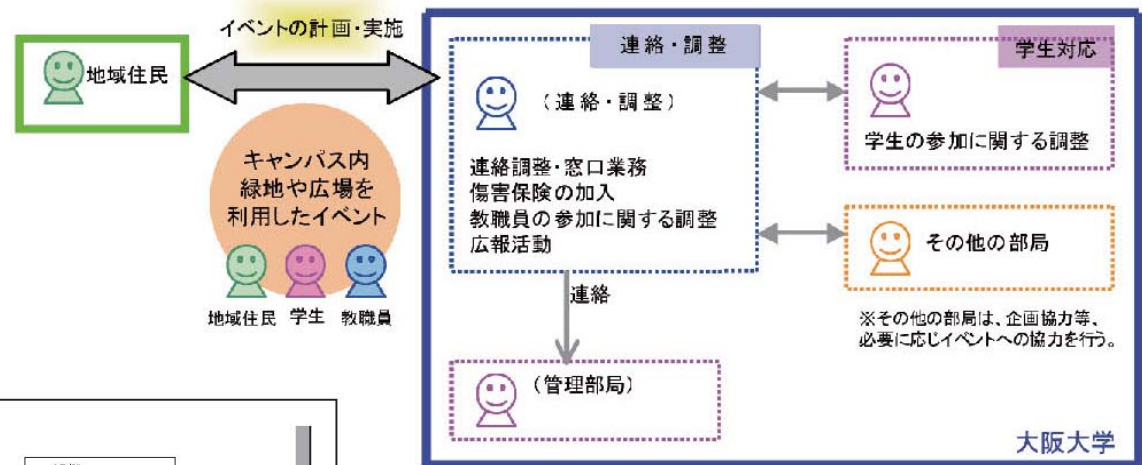 イベントの計画・実施
地域住民
キャンパス内
緑地や広場を
利用したイベント
地域住民 学生 教職員
連絡・調整
(連絡・調整)
連絡調整・窓口業務
傷害保険の加入
教職員の参加に関する調整
広報活動
学生対応
学生の参加に関する調整
その他の部局
※その他の部局は、企画協力等、
必要に応じイベントへの協力を行う。
連絡
(管理部局)
大阪大学